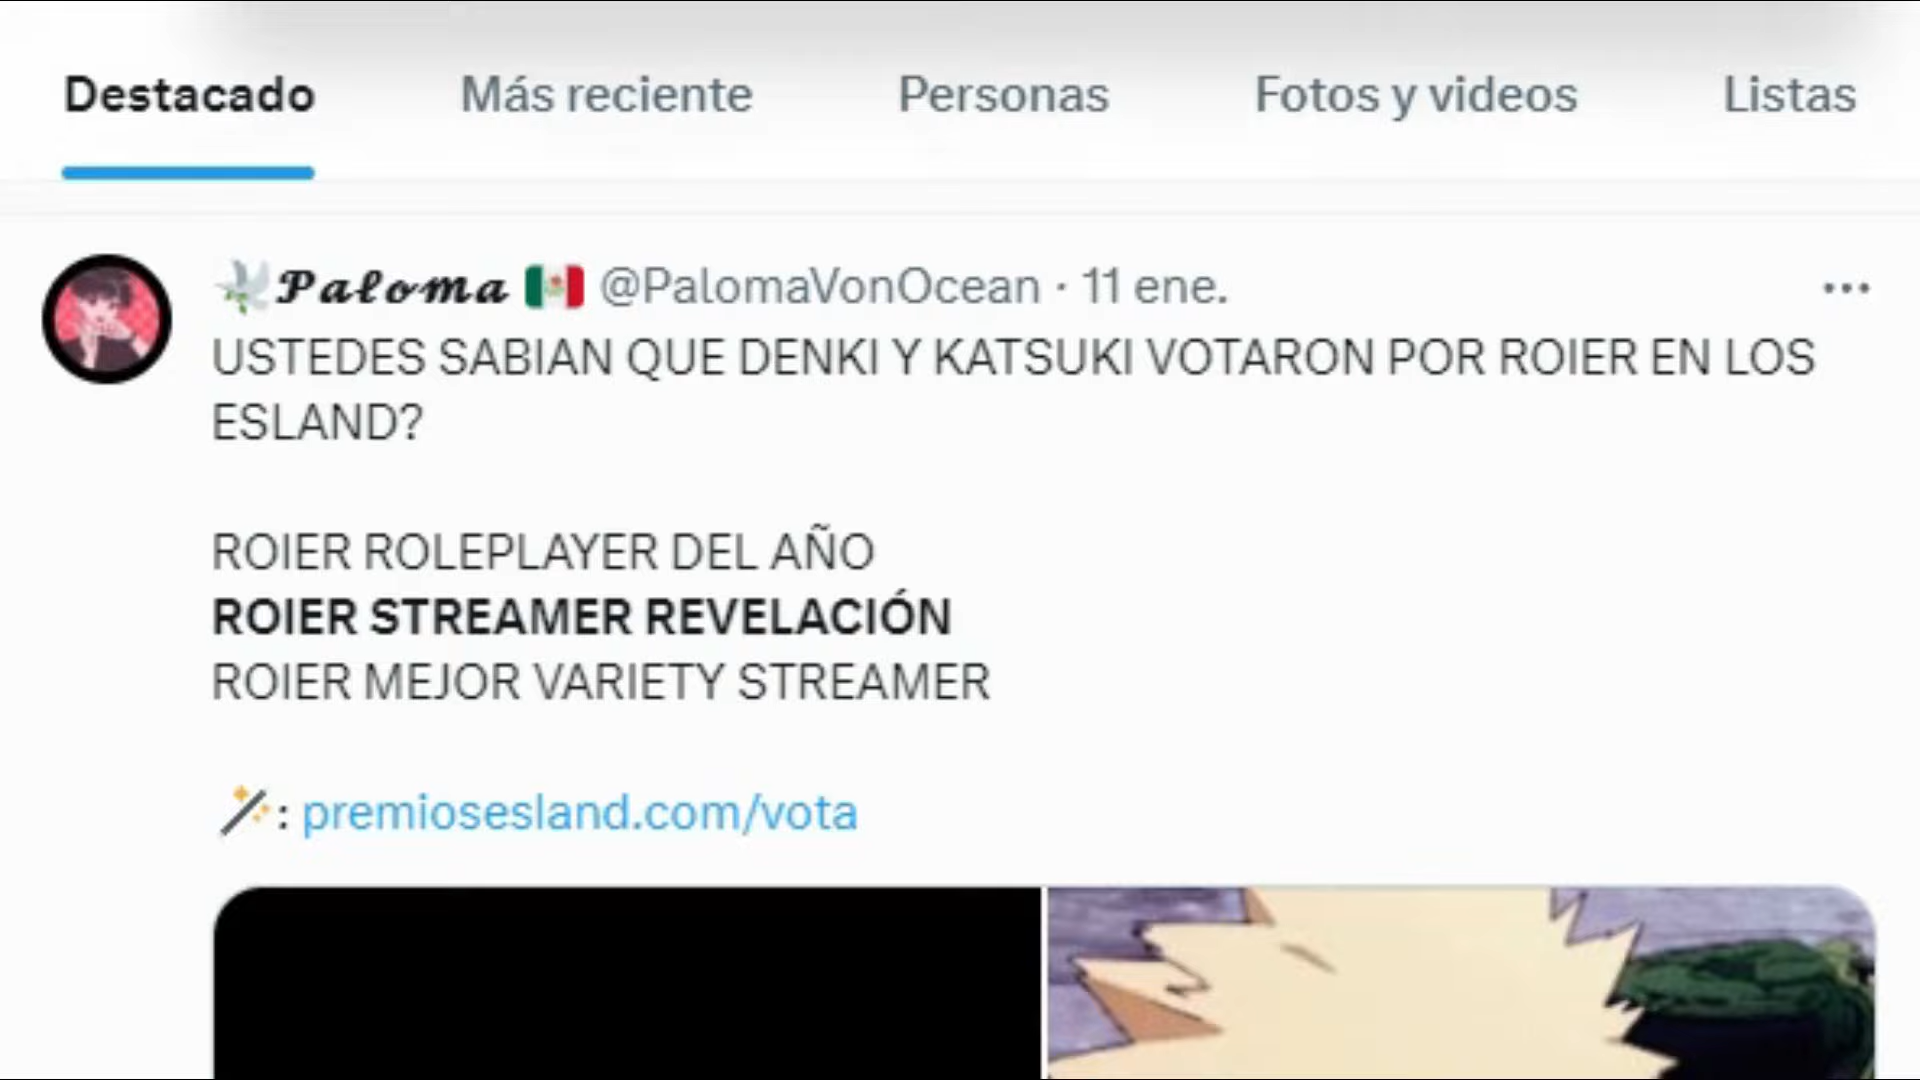 Destacado Más reciente Personas Fotos y videos Listas
🕊️𝓟𝓪𝓵𝓸𝓶𝓪 🇲🇽 @PalomaVonOcean · 11 ene.
USTEDES SABIAN QUE DENKI Y KATSUKI VOTARON POR ROIER EN LOS
ESLAND?
ROIER ROLEPLAYER DEL AÑO
ROIER STREAMER REVELACIÓN
ROIER MEJOR VARIETY STREAMER
🪄: premiosesland.com/vota